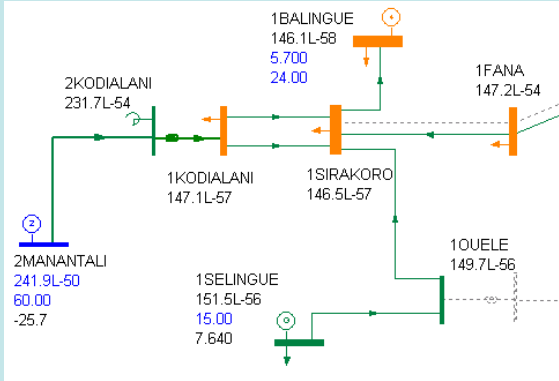 1BALINGUE
146.1L-58
5.700
24.00
2KODIALANI
231.7L-54
1FANA
147.2L-54
1KODIALANI
147.1L-57
1SIRAKORO
146.5L-57
2
2MANANTALI
241.9L-50
60.00
-25.7
1SELINGUE
151.5L-56
15.00
7.640
1OUELE
149.7L-56